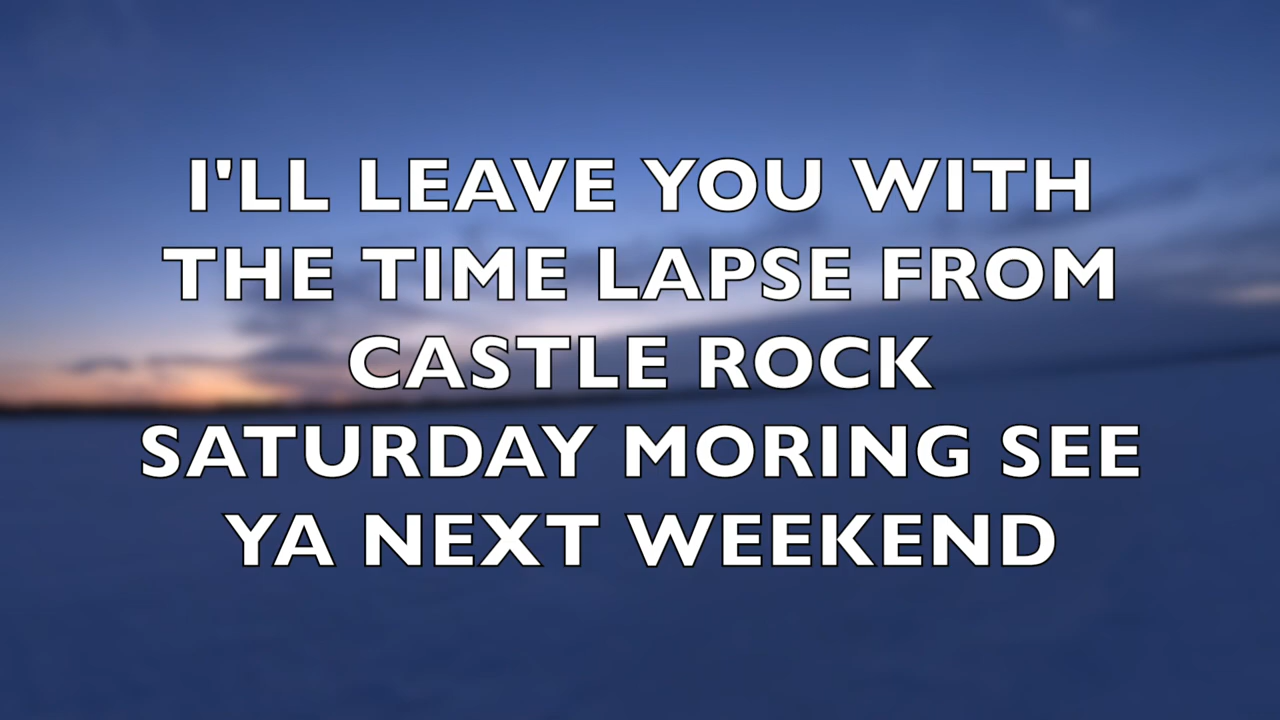 I'LL LEAVE YOU WITH
THE TIME LAPSE FROM
CASTLE ROCK
SATURDAY MORING SEE
YA NEXT WEEKEND